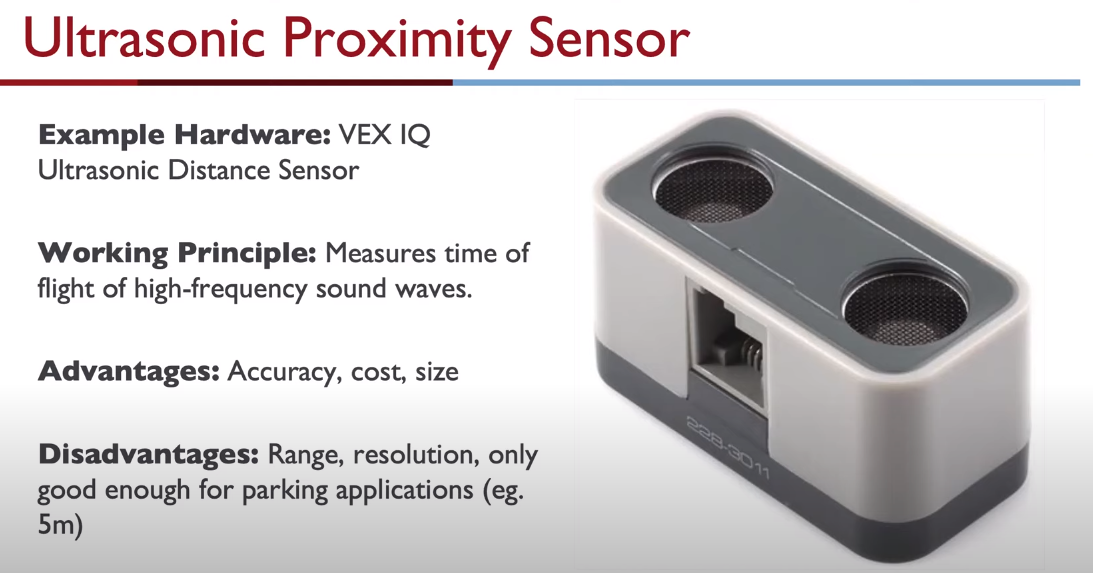 Ultrasonic Proximity Sensor
Example Hardware: VEX IQ
Ultrasonic Distance Sensor
Working Principle: Measures time of
flight of high-frequency sound waves.
Advantages: Accuracy, cost, size
Disadvantages: Range, resolution, only
good enough for parking applications (eg.
5m)
228-3011